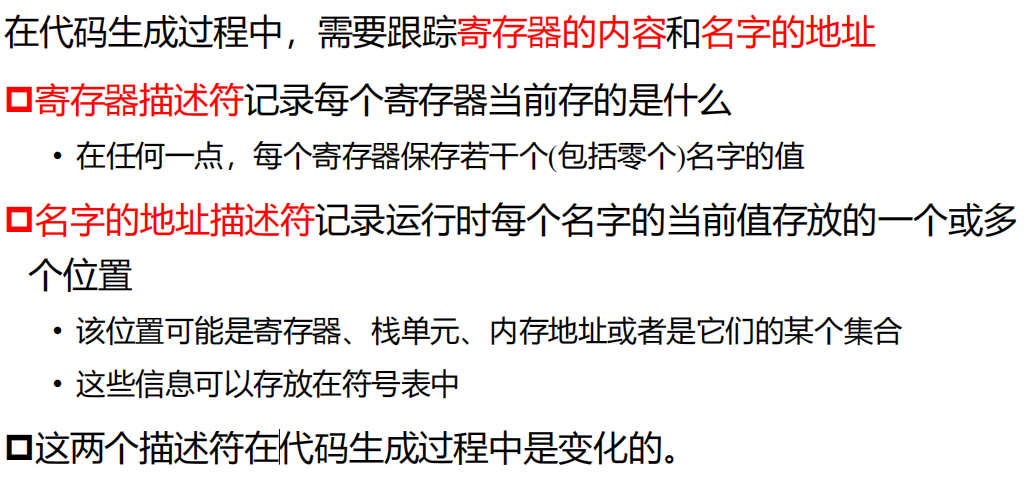 在代码生成过程中，需要跟踪寄存器的内容和名字的地址
寄存器描述符记录每个寄存器当前存的是什么
• 在任何一点，每个寄存器保存若干个(包括零个)名字的值
名字的地址描述符记录运行时每个名字的当前值存放的一个或多
个位置
• 该位置可能是寄存器、栈单元、内存地址或者是它们的某个集合
• 这些信息可以存放在符号表中
这两个描述符在代码生成过程中是变化的。